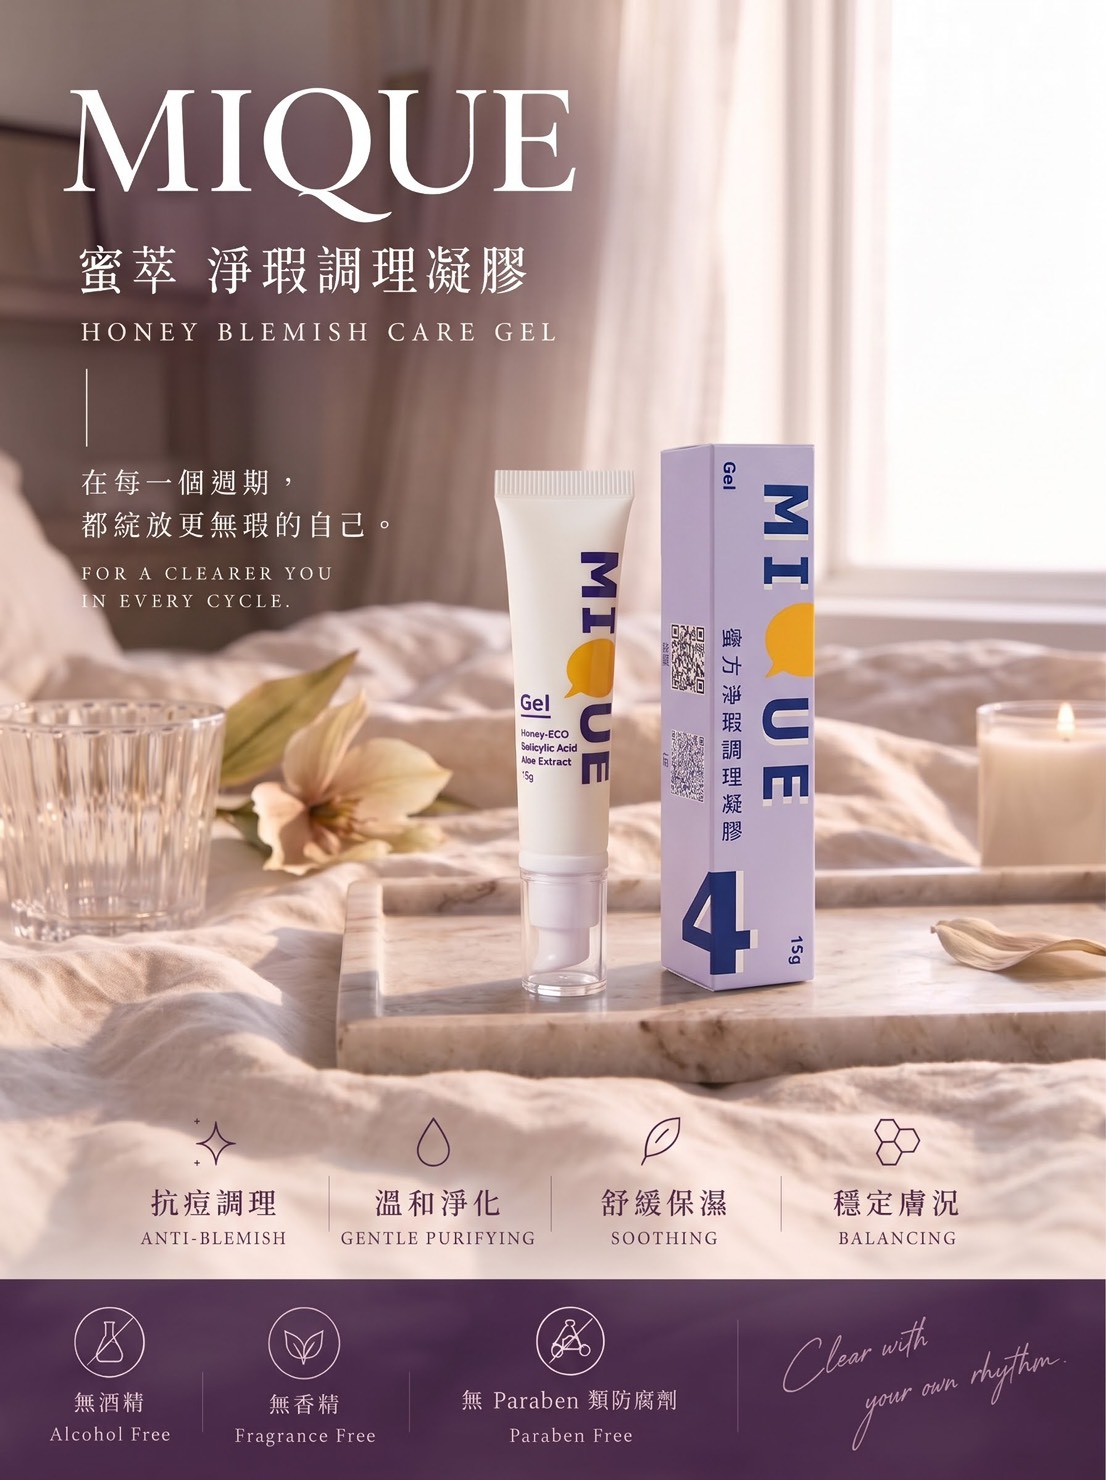 MIQUE
蜜萃 淨瑕調理凝膠
HONEY BLEMISH CARE GEL
在每一個週期，
都綻放更無瑕的自己。
FOR A CLEARER YOU
IN EVERY CYCLE.
MIQUE
Gel
Honey-ECO
Salicylic Acid
Aloe Extract
15g
Gel
MIQUE
蜜方淨瑕調理凝膠
4
15g
抗痘調理
ANTI-BLEMISH
溫和淨化
GENTLE PURIFYING
舒緩保濕
SOOTHING
穩定膚況
BALANCING
無酒精
Alcohol Free
無香精
Fragrance Free
無 Paraben 類防腐劑
Paraben Free
Clear with
your own rhythm.